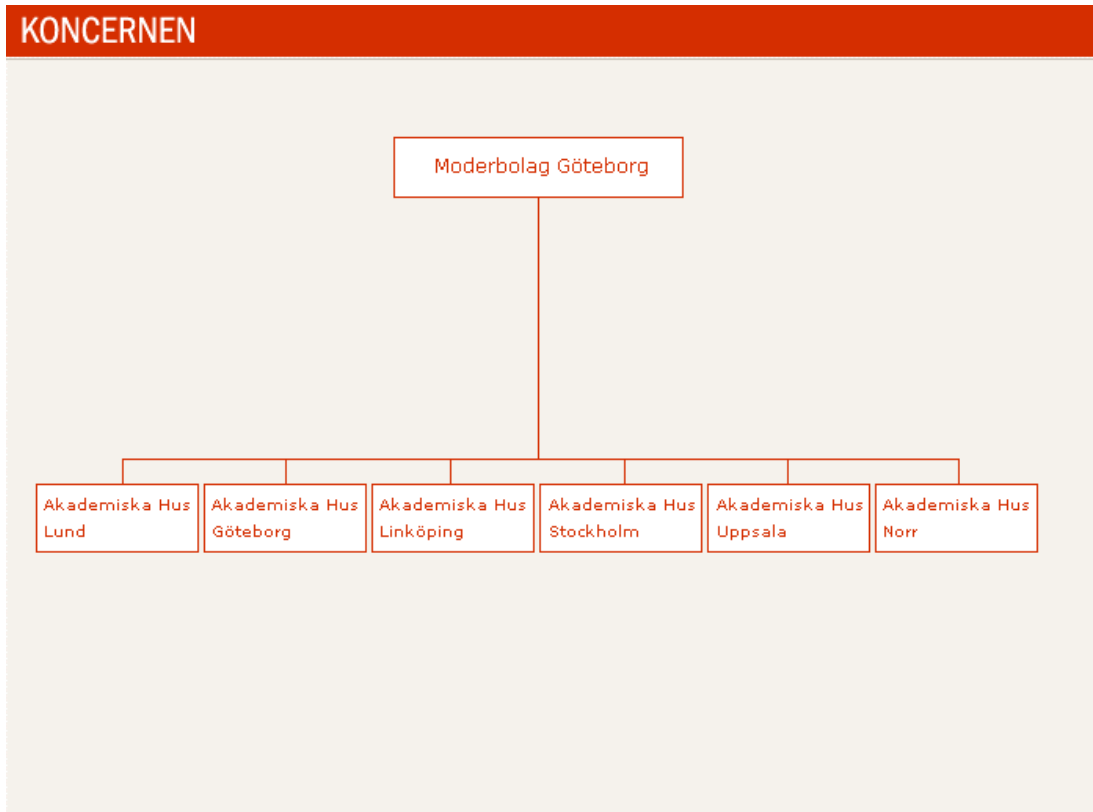 KONCERNEN
Moderbolag Göteborg
Akademiska Hus
Lund
Akademiska Hus
Göteborg
Akademiska Hus
Linköping
Akademiska Hus
Stockholm
Akademiska Hus
Uppsala
Akademiska Hus
Norr